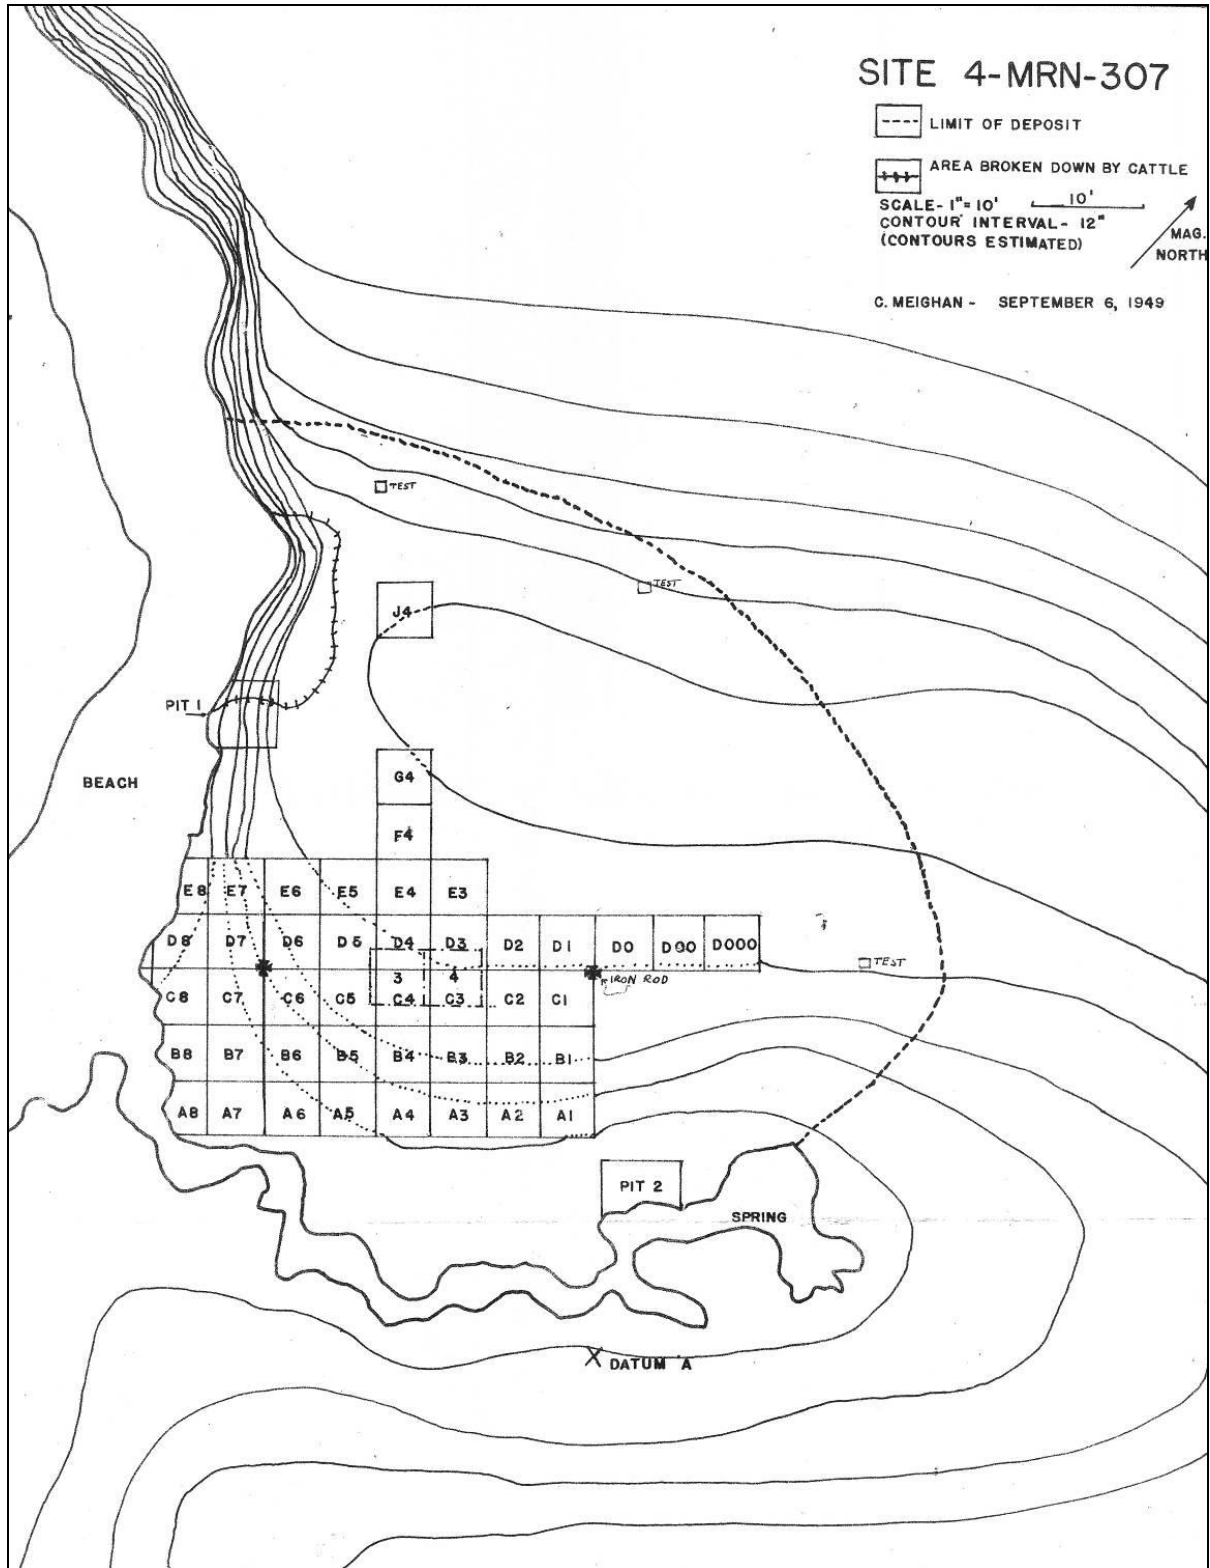 SITE 4-MRN-307
LIMIT OF DEPOSIT
AREA BROKEN DOWN BY CATTLE
SCALE- 1"= 10' 10'
CONTOUR INTERVAL- 12"
(CONTOURS ESTIMATED)
MAG.
NORTH
C. MEIGHAN - SEPTEMBER 6, 1949
TEST
TEST
J4
PIT 1
BEACH
G4
F4
E8 E7 E6 E5 E4 E3
D8 D7 D6 D5 D4 D3 D2 D1 D0 D00 D000
TEST
3 4 IRON ROD
C8 C7 C6 C5 C4 C3 C2 C1
B8 B7 B6 B5 B4 B3 B2 B1
A8 A7 A6 A5 A4 A3 A2 A1
PIT 2
SPRING
X DATUM A